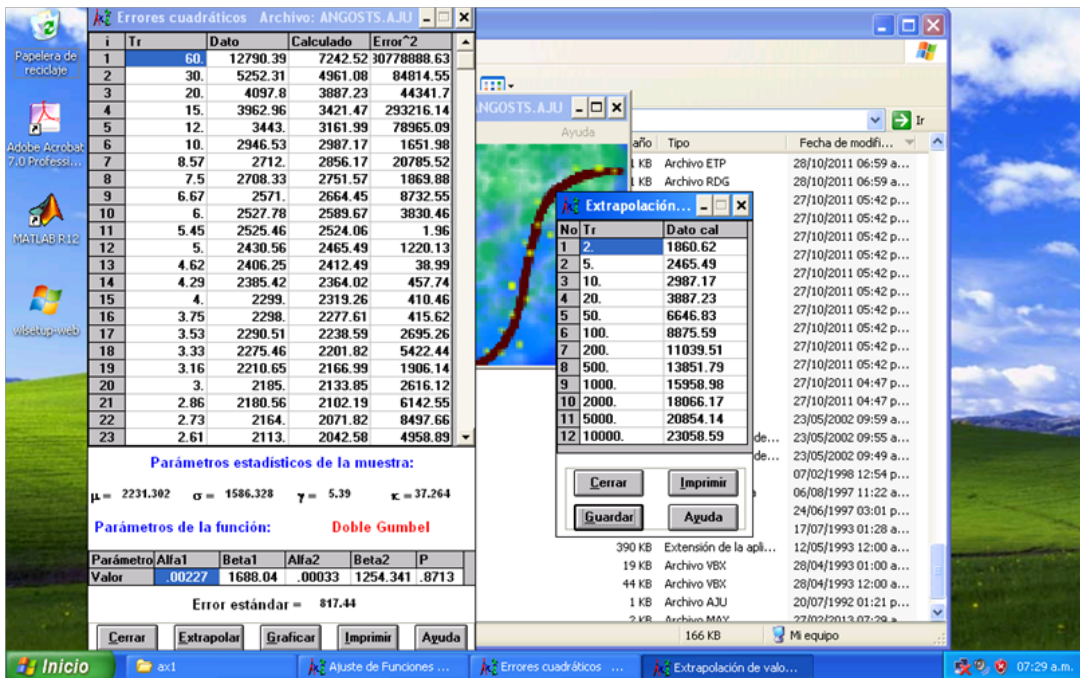 Papelera de
reciclaje
Adobe Acrobat
7.0 Professi...
MATLAB R12
wlsetup-web
Errores cuadráticos Archivo: ANGOSTS.AJU
i Tr Dato Calculado Error^2
1 60. 12790.39 7242.52 30778888.63
2 30. 5252.31 4961.08 84814.55
3 20. 4097.8 3887.23 44341.7
4 15. 3962.96 3421.47 293216.14
5 12. 3443. 3161.99 78965.09
6 10. 2946.53 2987.17 1651.98
7 8.57 2712. 2856.17 20785.52
8 7.5 2708.33 2751.57 1869.88
9 6.67 2571. 2664.45 8732.55
10 6. 2527.78 2589.67 3830.46
11 5.45 2525.46 2524.06 1.96
12 5. 2430.56 2465.49 1220.13
13 4.62 2406.25 2412.49 38.99
14 4.29 2385.42 2364.02 457.74
15 4. 2299. 2319.26 410.46
16 3.75 2298. 2277.61 415.62
17 3.53 2290.51 2238.59 2695.26
18 3.33 2275.46 2201.82 5422.44
19 3.16 2210.65 2166.99 1906.14
20 3. 2185. 2133.85 2616.12
21 2.86 2180.56 2102.19 6142.55
22 2.73 2164. 2071.82 8497.66
23 2.61 2113. 2042.58 4958.89
Parámetros estadísticos de la muestra:
μ = 2231.302 σ = 1586.328 γ = 5.39 κ = 37.264
Parámetros de la función: Doble Gumbel
Parámetro Alfa1 Beta1 Alfa2 Beta2 P
Valor .00227 1688.04 .00033 1254.341 .8713
Error estándar = 817.44
Cerrar Extrapolar Graficar Imprimir Ayuda
NGOSTS.AJU
Ayuda
Extrapolación...
No Tr Dato cal
1 2. 1860.62
2 5. 2465.49
3 10. 2987.17
4 20. 3887.23
5 50. 6646.83
6 100. 8875.59
7 200. 11039.51
8 500. 13851.79
9 1000. 15958.98
10 2000. 18066.17
11 5000. 20854.14
12 10000. 23058.59
Cerrar Imprimir
Guardar Ayuda
Ir
año Tipo Fecha de modifi...
1 KB Archivo ETP 28/10/2011 06:59 a...
1 KB Archivo RDG 28/10/2011 06:59 a...
27/10/2011 05:42 p...
27/10/2011 05:42 p...
27/10/2011 05:42 p...
27/10/2011 05:42 p...
27/10/2011 05:42 p...
27/10/2011 05:42 p...
27/10/2011 05:42 p...
27/10/2011 05:42 p...
27/10/2011 05:42 p...
27/10/2011 05:42 p...
27/10/2011 04:47 p...
27/10/2011 04:47 p...
23/05/2002 09:59 a...
de... 23/05/2002 09:55 a...
de... 23/05/2002 09:49 a...
07/02/1998 12:54 p...
06/08/1997 11:22 a...
24/06/1997 03:01 p...
17/07/1993 01:28 a...
390 KB Extensión de la apli... 12/05/1993 12:00 a...
19 KB Archivo VBX 28/04/1993 01:00 a...
44 KB Archivo VBX 28/04/1993 12:00 a...
1 KB Archivo AJU 20/07/1992 01:21 p...
2 KB Archivo MAX 27/02/2013 07:29 a...
166 KB Mi equipo
Inicio ax1 Ajuste de Funciones ... Errores cuadráticos ... Extrapolación de valo... 07:29 a.m.